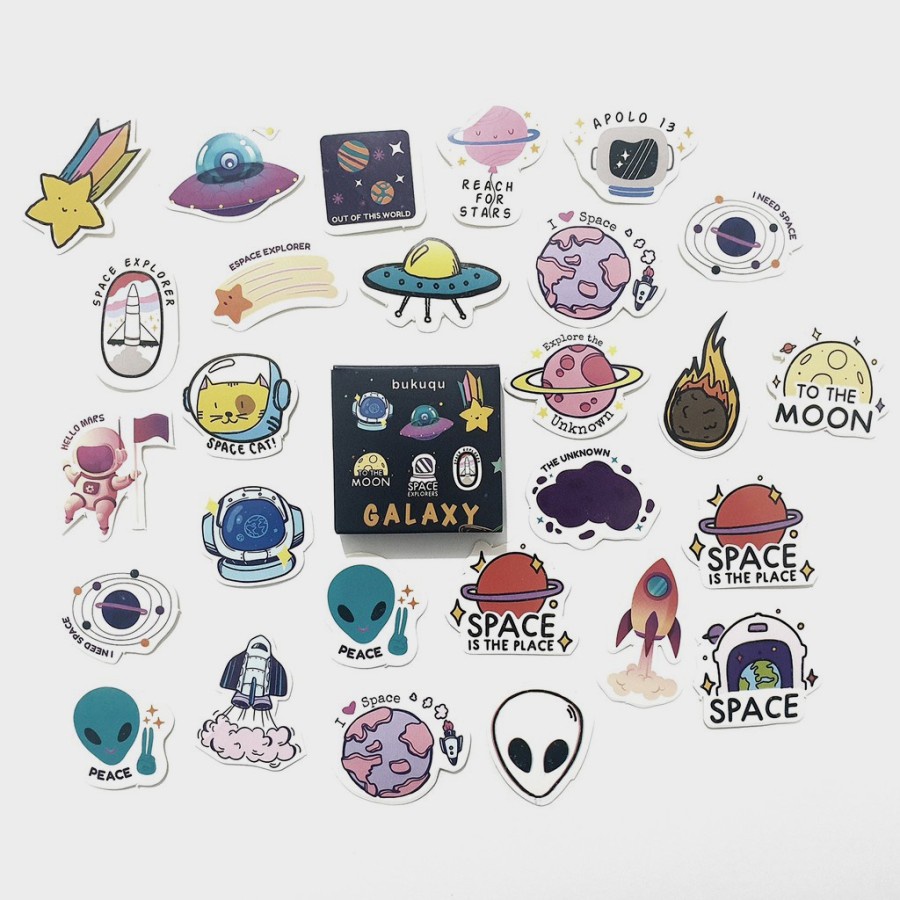 APOLO 13
REACH
FOR
STARS
OUT OF THIS WORLD
I NEED SPACE
I Space
ESPACE EXPLORER
SPACE EXPLORER
Explore the
Unknown
TO THE
MOON
bukuqu
TO THE
MOON
SPACE
EXPLORERS
GALAXY
SPACE CAT!
HELLO MARS
THE UNKNOWN
SPACE
IS THE PLACE
SPACE
IS THE PLACE
PEACE
I NEED SPACE
SPACE
I Space
PEACE